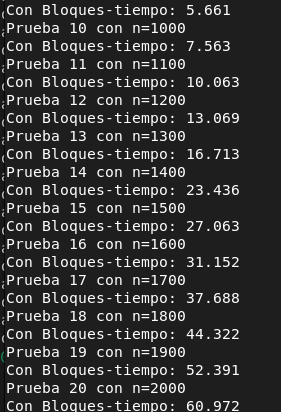 Con Bloques-tiempo: 5.661
Prueba 10 con n=1000
Con Bloques-tiempo: 7.563
Prueba 11 con n=1100
Con Bloques-tiempo: 10.063
Prueba 12 con n=1200
Con Bloques-tiempo: 13.069
Prueba 13 con n=1300
Con Bloques-tiempo: 16.713
Prueba 14 con n=1400
Con Bloques-tiempo: 23.436
Prueba 15 con n=1500
Con Bloques-tiempo: 27.063
Prueba 16 con n=1600
Con Bloques-tiempo: 31.152
Prueba 17 con n=1700
Con Bloques-tiempo: 37.688
Prueba 18 con n=1800
Con Bloques-tiempo: 44.322
Prueba 19 con n=1900
Con Bloques-tiempo: 52.391
Prueba 20 con n=2000
Con Bloques-tiempo: 60.972